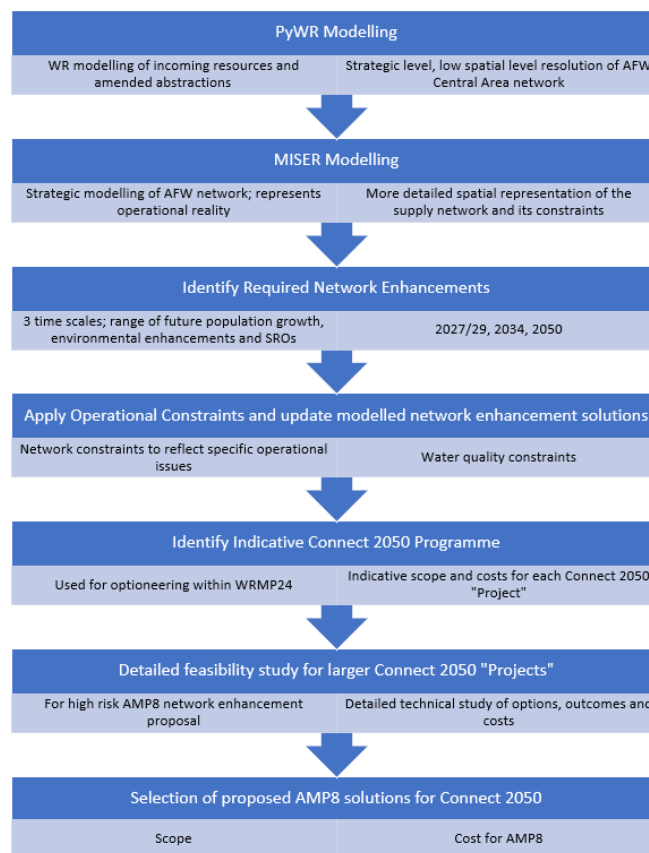 PyWR Modelling
WR modelling of incoming resources and
amended abstractions
Strategic level, low spatial level resolution of AFW
Central Area network
MISER Modelling
Strategic modelling of AFW network; represents
operational reality
More detailed spatial representation of the
supply network and its constraints
Identify Required Network Enhancements
3 time scales; range of future population growth,
environmental enhancements and SROs
2027/29, 2034, 2050
Apply Operational Constraints and update modelled network enhancement solutions
Network constraints to reflect specific operational
issues
Water quality constraints
Identify Indicative Connect 2050 Programme
Used for optioneering within WRMP24
Indicative scope and costs for each Connect 2050
"Project"
Detailed feasibility study for larger Connect 2050 "Projects"
For high risk AMP8 network enhancement
proposal
Detailed technical study of options, outcomes and
costs
Selection of proposed AMP8 solutions for Connect 2050
Scope
Cost for AMP8